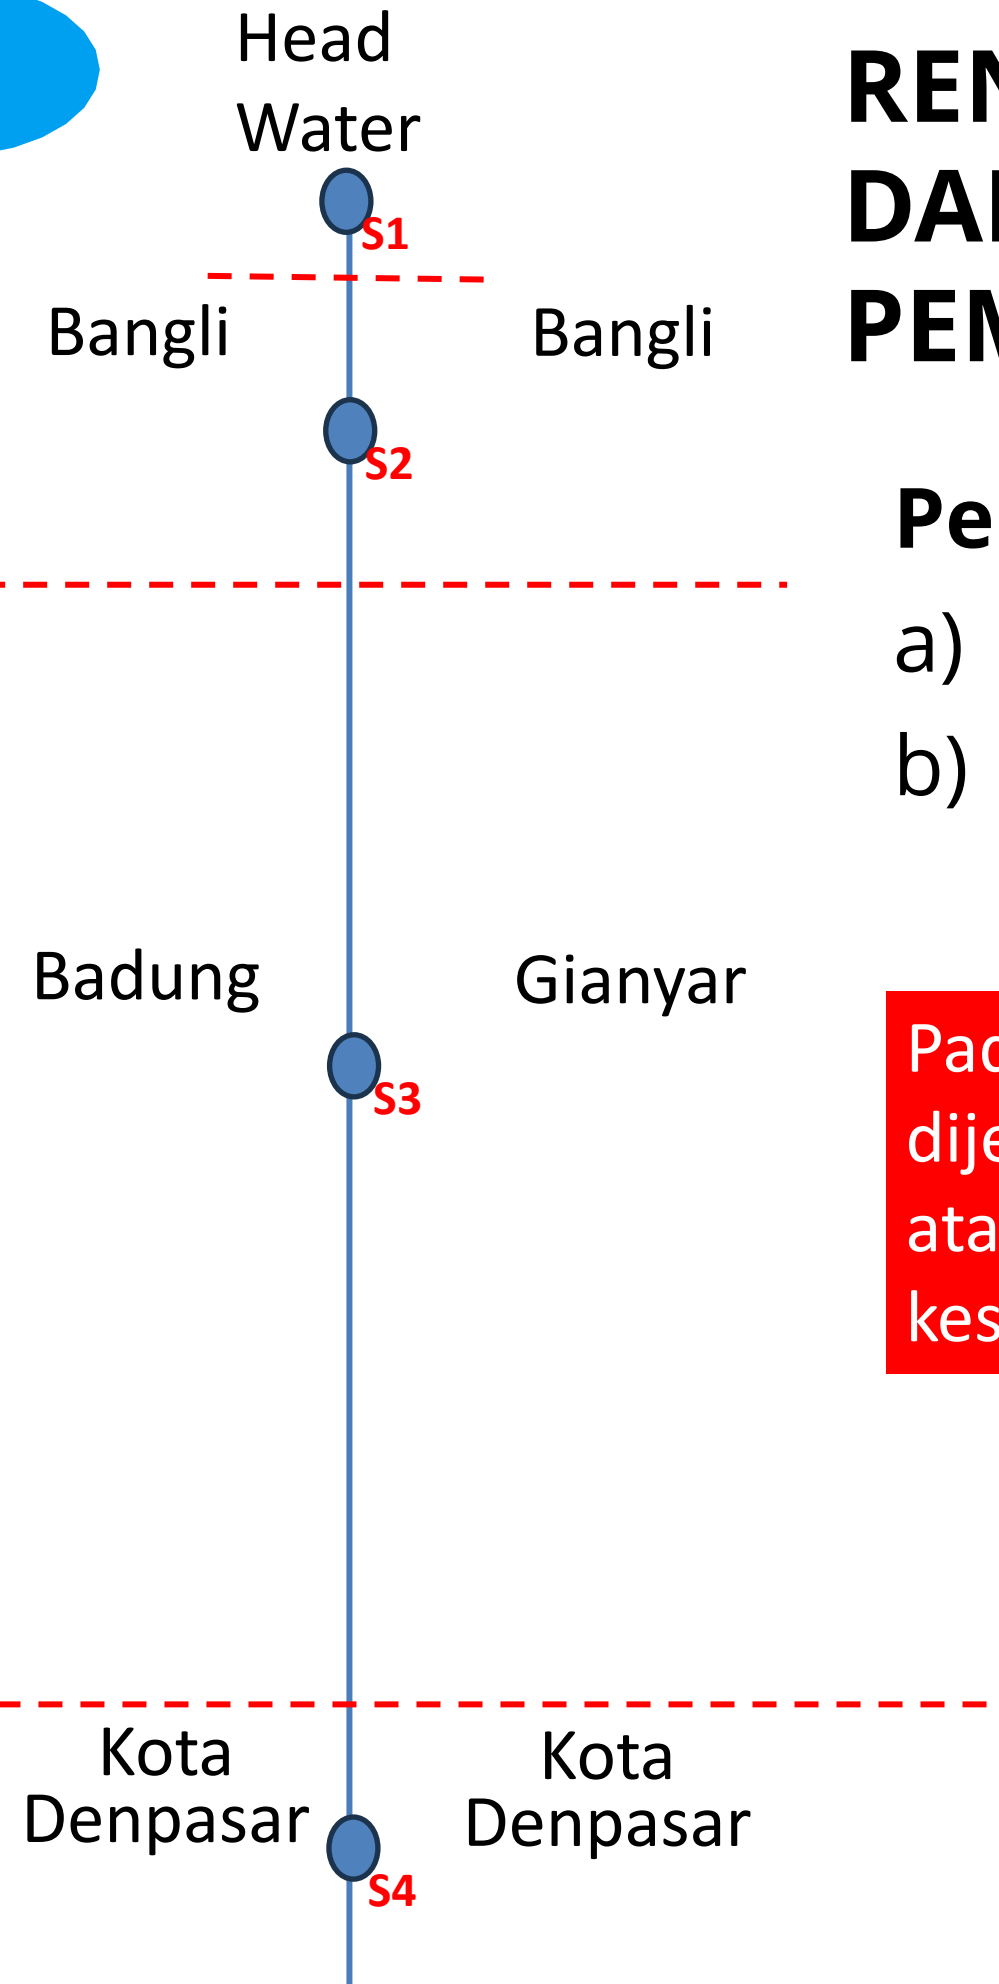 Head
Water
S1
Bangli
Bangli
S2
Badung
Gianyar
S3
Kota
Denpasar
Kota
Denpasar
S4
a)
b)